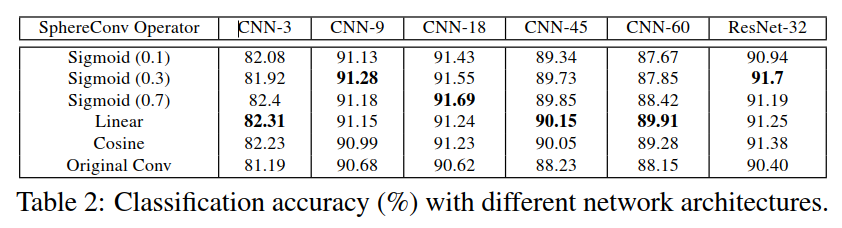 SphereConv Operator CNN-3 CNN-9 CNN-18 CNN-45 CNN-60 ResNet-32
Sigmoid (0.1) 82.08 91.13 91.43 89.34 87.67 90.94
Sigmoid (0.3) 81.92 91.28 91.55 89.73 87.85 91.7
Sigmoid (0.7) 82.4 91.18 91.69 89.85 88.42 91.19
Linear 82.31 91.15 91.24 90.15 89.91 91.25
Cosine 82.23 90.99 91.23 90.05 89.28 91.38
Original Conv 81.19 90.68 90.62 88.23 88.15 90.40
Table 2: Classification accuracy (%) with different network architectures.